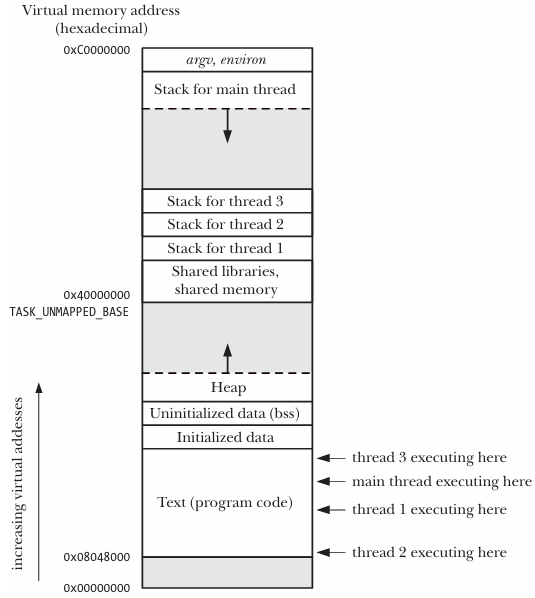 Virtual memory address
(hexadecimal)
0xC0000000
argv, environ
Stack for main thread
Stack for thread 3
Stack for thread 2
Stack for thread 1
Shared libraries,
shared memory
0x40000000
TASK_UNMAPPED_BASE
Heap
Uninitialized data (bss)
Initialized data
thread 3 executing here
main thread executing here
Text (program code)
thread 1 executing here
thread 2 executing here
0x08048000
0x00000000
increasing virtual addesses